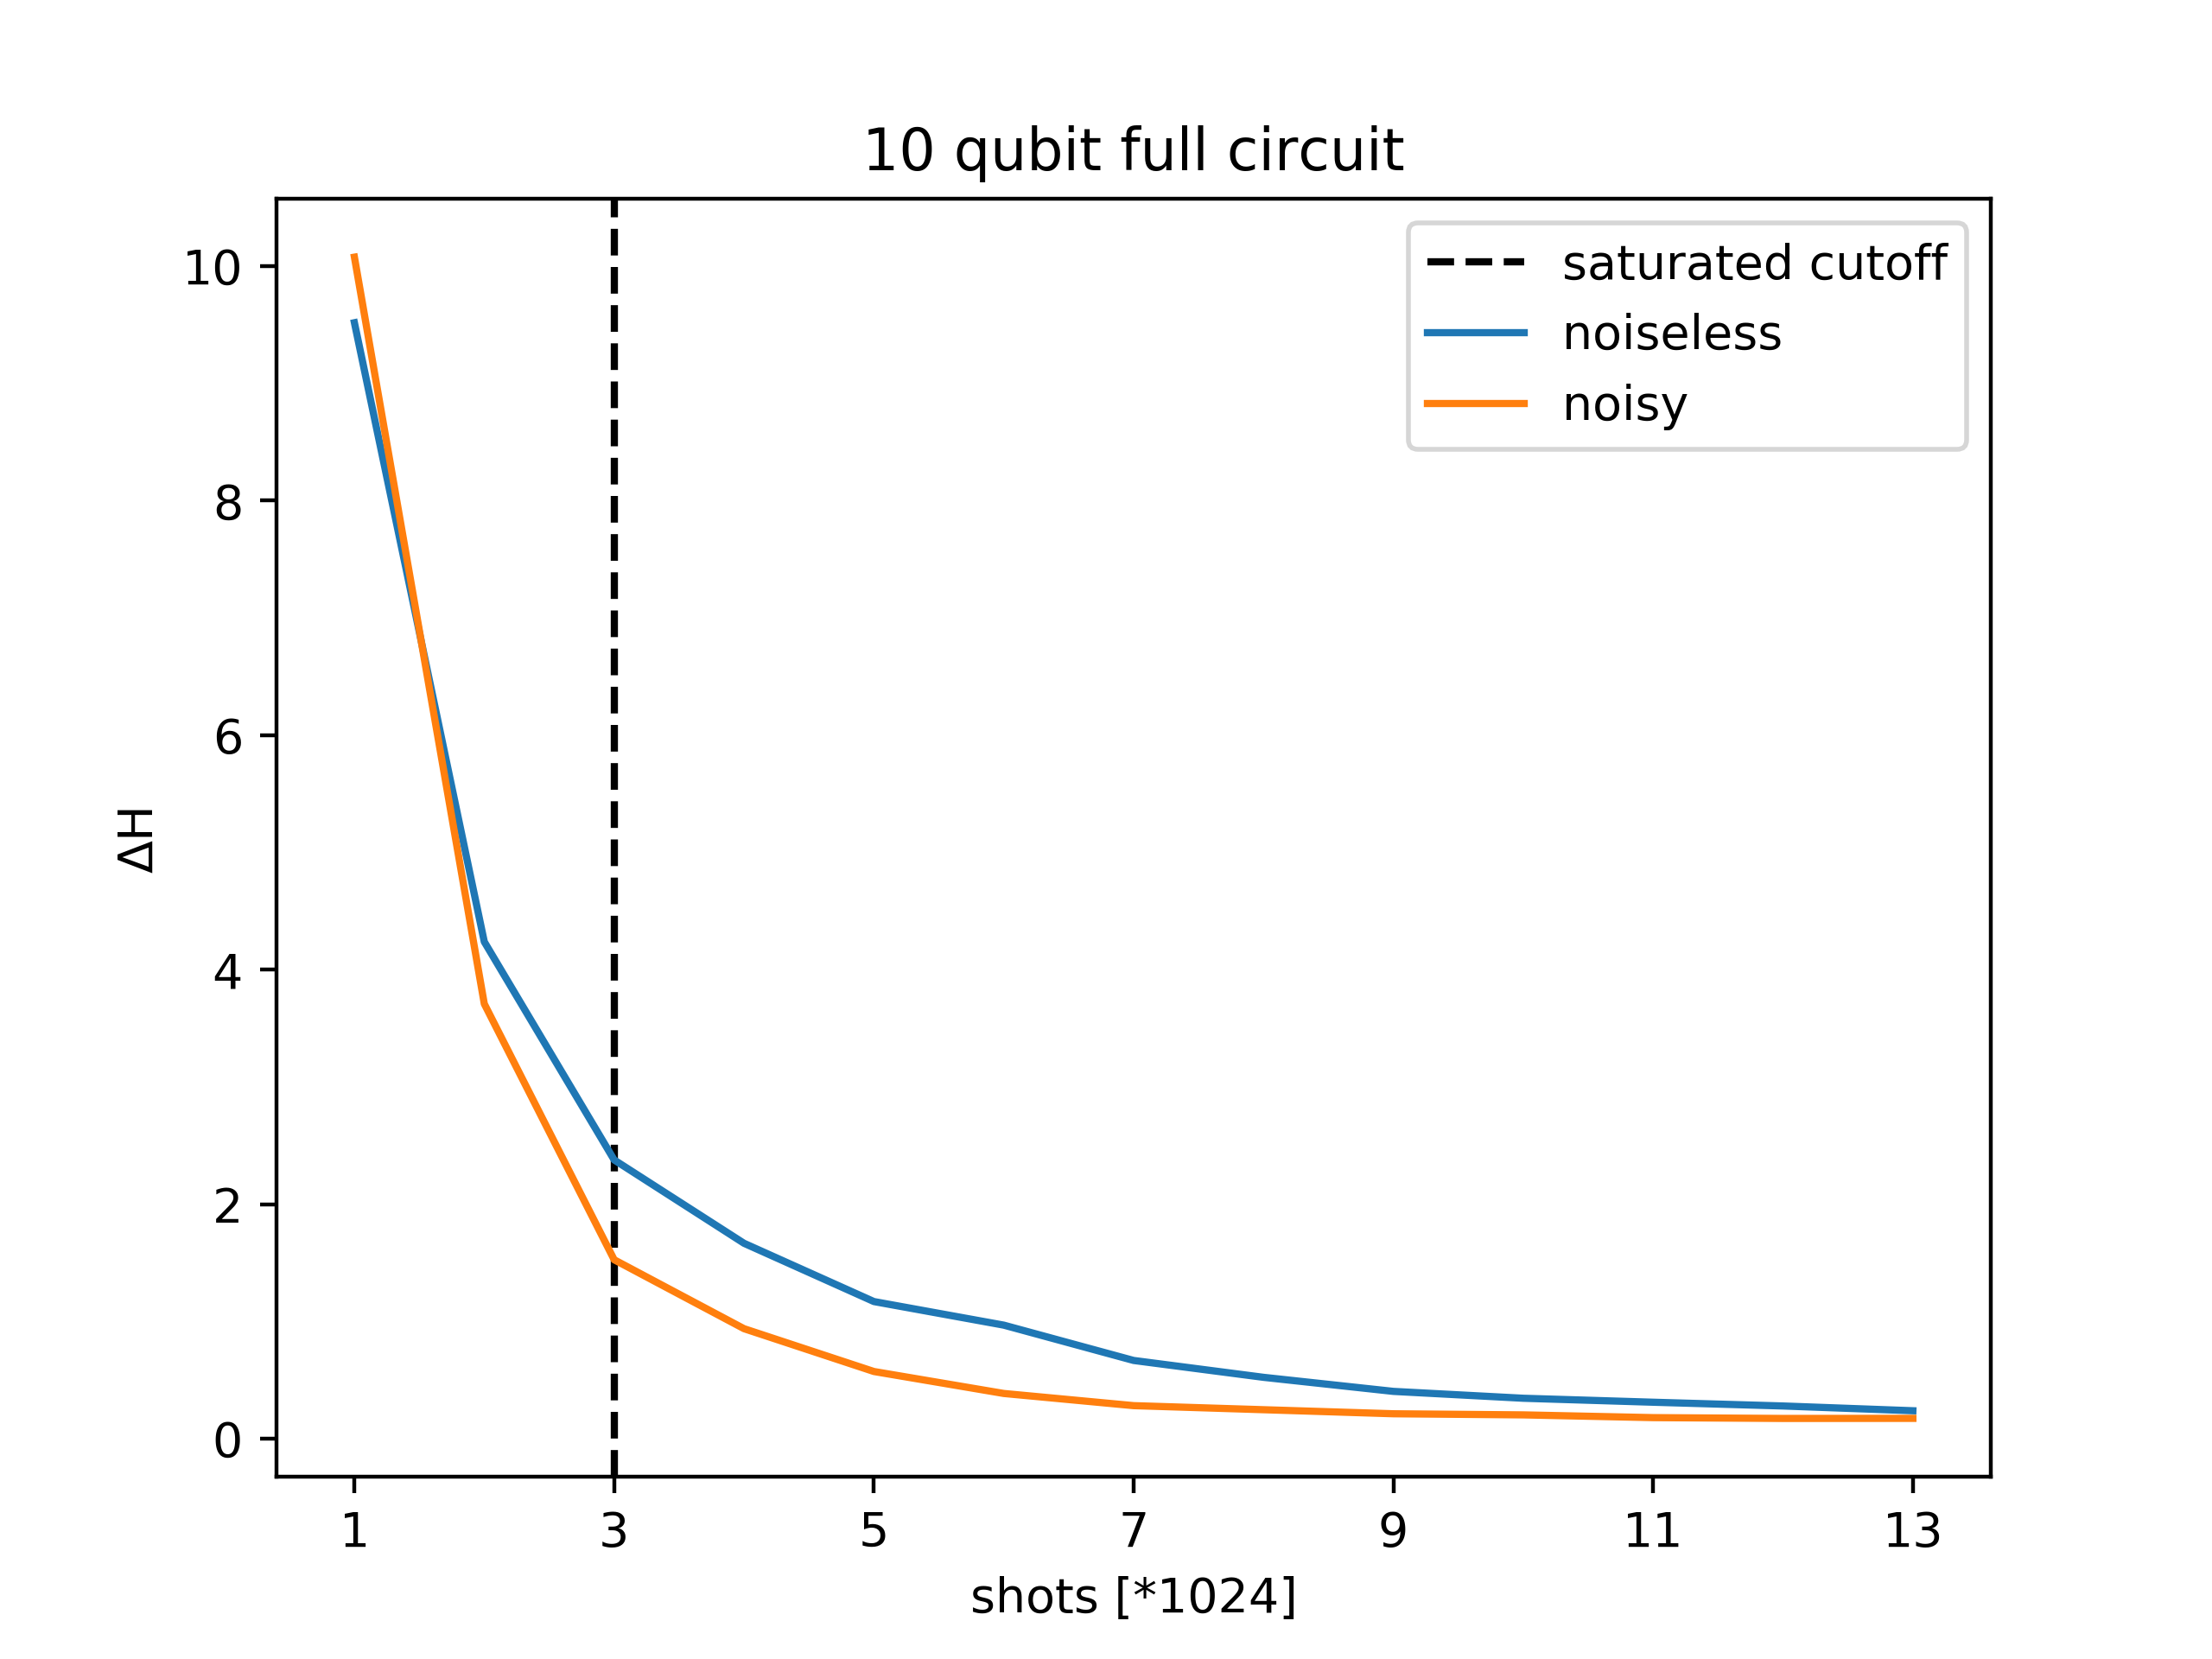 10 qubit full circuit
saturated cutoff
noiseless
noisy
10
8
6
4
2
0
ΔH
1 3 5 7 9 11 13
shots [*1024]